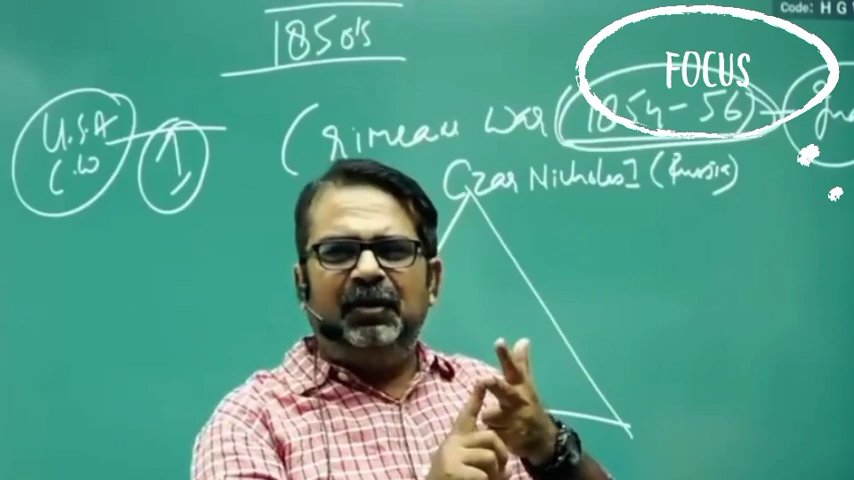 Code: H G
1850's
FOCUS
U.S.A
C.W
1
Crimean war (1854-56)
Czar Nicholas I (Russia)